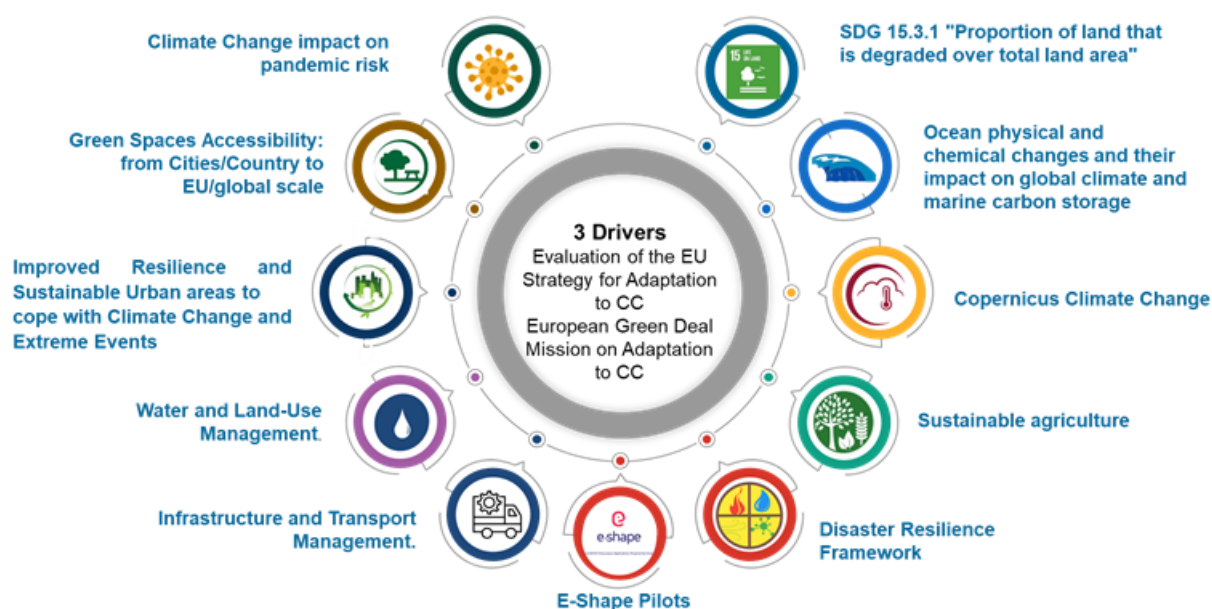 Climate Change impact on
pandemic risk
SDG 15.3.1 "Proportion of land that
is degraded over total land area"
15 LIFE
ON LAND
Green Spaces Accessibility:
from Cities/Country to
EU/global scale
Ocean physical and
chemical changes and their
impact on global climate and
marine carbon storage
3 Drivers
Evaluation of the EU
Strategy for Adaptation
to CC
European Green Deal
Mission on Adaptation
to CC
Improved Resilience and
Sustainable Urban areas to
cope with Climate Change and
Extreme Events
Copernicus Climate Change
Water and Land-Use
Management.
Sustainable agriculture
Infrastructure and Transport
Management.
e-shape
Disaster Resilience
Framework
E-Shape Pilots